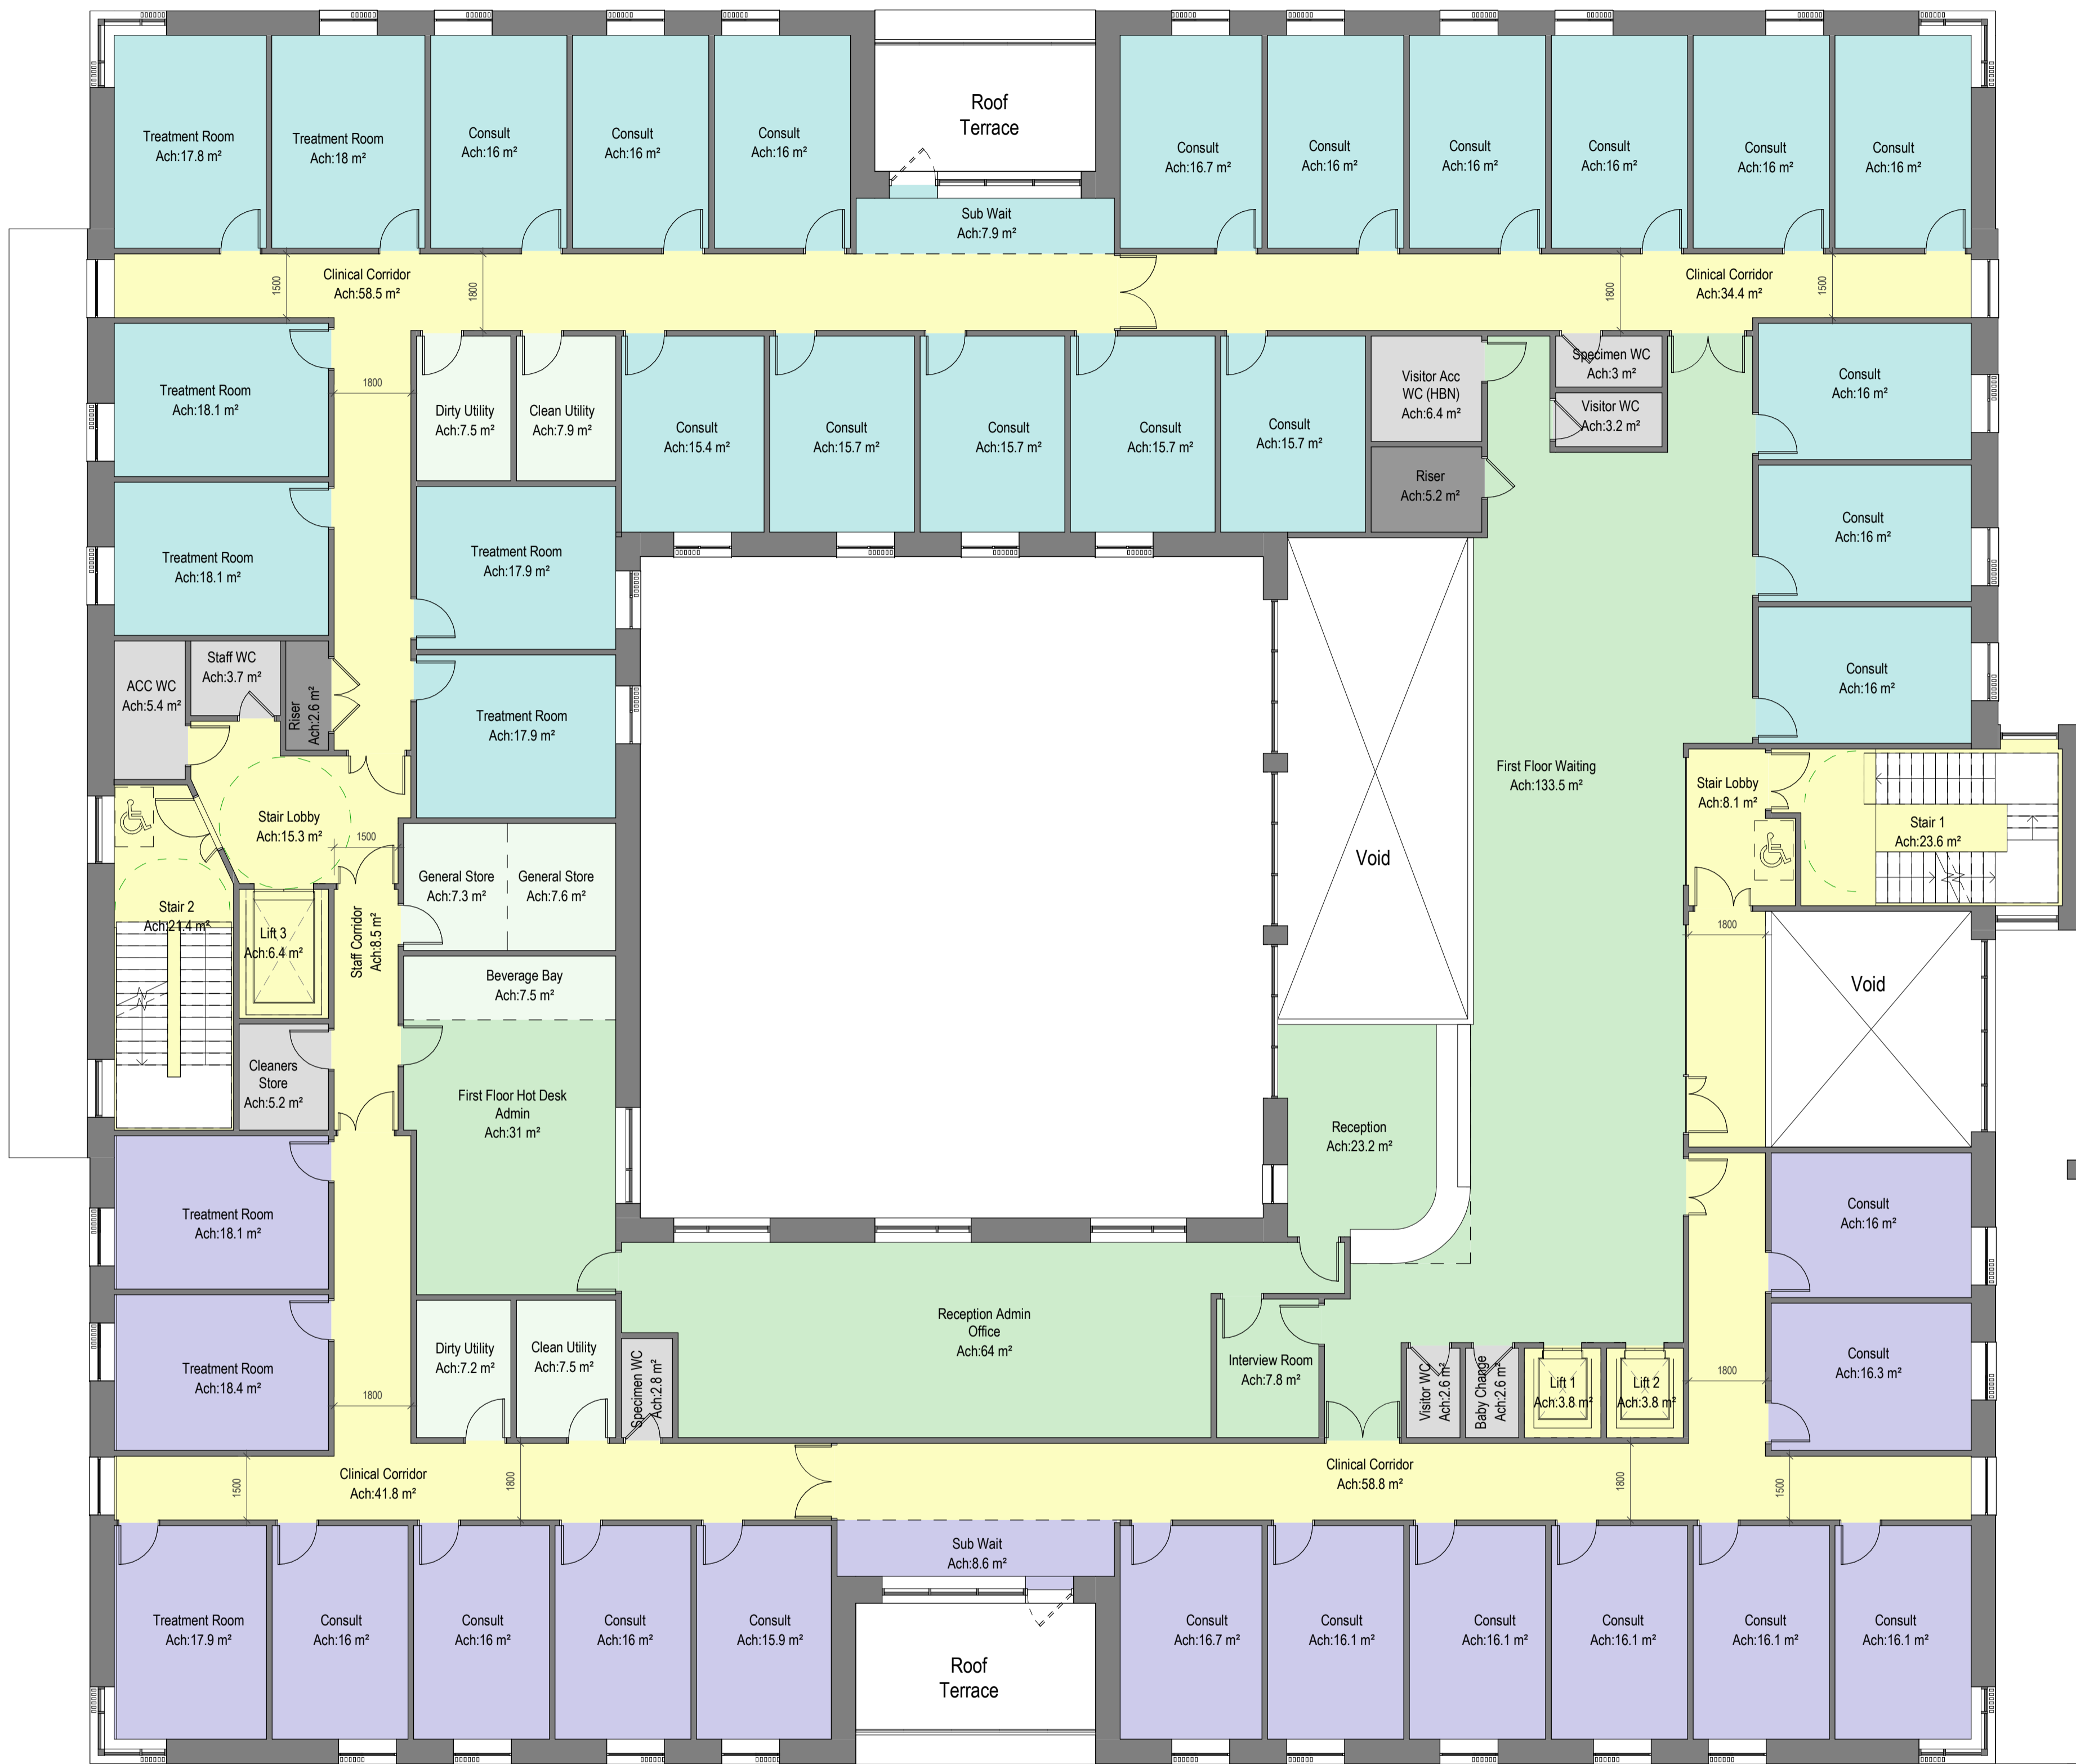 Treatment Room
Ach:17.8 m²
Treatment Room
Ach:18 m²
Consult
Ach:16 m²
Consult
Ach:16 m²
Consult
Ach:16 m²
Roof
Terrace
Sub Wait
Ach:7.9 m²
Consult
Ach:16.7 m²
Consult
Ach:16 m²
Consult
Ach:16 m²
Consult
Ach:16 m²
Consult
Ach:16 m²
Consult
Ach:16 m²
1500
Clinical Corridor
Ach:58.5 m²
1800
1800
Clinical Corridor
Ach:34.4 m²
1500
Treatment Room
Ach:18.1 m²
1800
Dirty Utility
Ach:7.5 m²
Clean Utility
Ach:7.9 m²
Consult
Ach:15.4 m²
Consult
Ach:15.7 m²
Consult
Ach:15.7 m²
Consult
Ach:15.7 m²
Consult
Ach:15.7 m²
Visitor Acc
WC (HBN)
Ach:6.4 m²
Specimen WC
Ach:3 m²
Visitor WC
Ach:3.2 m²
Consult
Ach:16 m²
Riser
Ach:5.2 m²
Treatment Room
Ach:18.1 m²
Treatment Room
Ach:17.9 m²
Consult
Ach:16 m²
ACC WC
Ach:5.4 m²
Staff WC
Ach:3.7 m²
Riser
Ach:2.6 m²
Treatment Room
Ach:17.9 m²
Consult
Ach:16 m²
First Floor Waiting
Ach:133.5 m²
Stair Lobby
Ach:8.1 m²
Stair 1
Ach:23.6 m²
Stair Lobby
Ach:15.3 m²
1500
Void
General Store
Ach:7.3 m²
General Store
Ach:7.6 m²
Stair 2
Ach:21.4 m²
Lift 3
Ach:6.4 m²
Staff Corridor
Ach:8.5 m²
1800
Void
Beverage Bay
Ach:7.5 m²
Cleaners
Store
Ach:5.2 m²
First Floor Hot Desk
Admin
Ach:31 m²
Reception
Ach:23.2 m²
Treatment Room
Ach:18.1 m²
Consult
Ach:16 m²
Treatment Room
Ach:18.4 m²
1800
Dirty Utility
Ach:7.2 m²
Clean Utility
Ach:7.5 m²
Specimen WC
Ach:2.8 m²
Reception Admin
Office
Ach:64 m²
Interview Room
Ach:7.8 m²
Visitor WC
Ach:2.6 m²
Baby Change
Ach:2.6 m²
Lift 1
Ach:3.8 m²
Lift 2
Ach:3.8 m²
1800
Consult
Ach:16.3 m²
1500
Clinical Corridor
Ach:41.8 m²
1800
Clinical Corridor
Ach:58.8 m²
1800
1500
Treatment Room
Ach:17.9 m²
Consult
Ach:16 m²
Consult
Ach:16 m²
Consult
Ach:16 m²
Consult
Ach:15.9 m²
Sub Wait
Ach:8.6 m²
Roof
Terrace
Consult
Ach:16.7 m²
Consult
Ach:16.1 m²
Consult
Ach:16.1 m²
Consult
Ach:16.1 m²
Consult
Ach:16.1 m²
Consult
Ach:16.1 m²